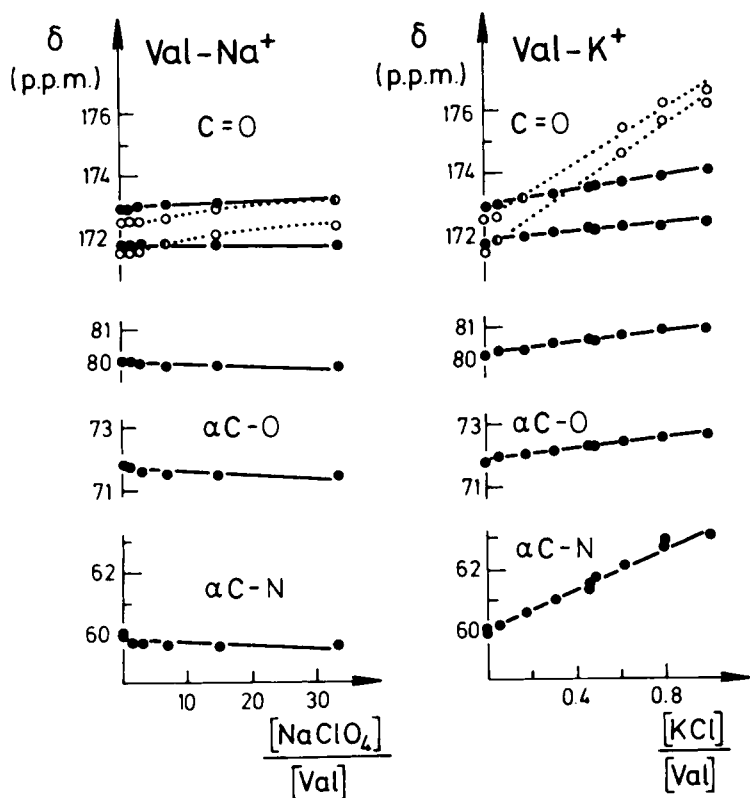 δ
(p.p.m.)
Val-Na⁺
C=O
176
174
172
81
80
αC-O
73
71
αC-N
62
60
10
20
30
[NaClO₄]
[Val]
δ
(p.p.m.)
Val-K⁺
C=O
176
174
172
81
80
αC-O
73
71
αC-N
62
60
0.4
0.8
[KCl]
[Val]